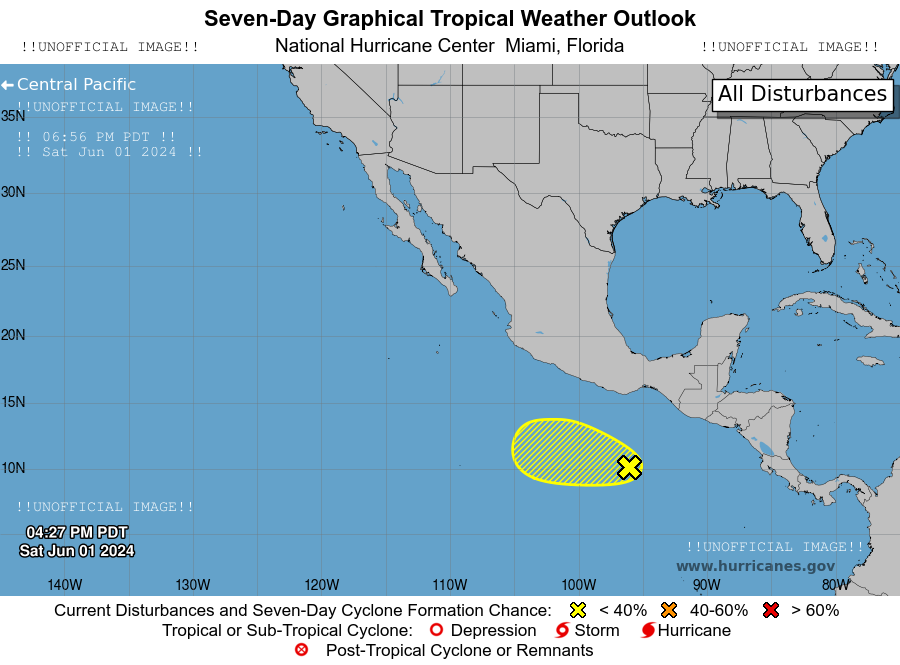 Seven-Day Graphical Tropical Weather Outlook
!!UNOFFICIAL IMAGE!! National Hurricane Center Miami, Florida !!UNOFFICIAL IMAGE!!
Central Pacific
All Disturbances
!!UNOFFICIAL IMAGE!!
35N
!! 06:56 PM PDT !!
!! Sat Jun 01 2024 !!
30N
25N
20N
15N
10N
!!UNOFFICIAL IMAGE!!
04:27 PM PDT
Sat Jun 01 2024
!!UNOFFICIAL IMAGE!!
www.hurricanes.gov
140W 130W 120W 110W 100W 90W 80W
Current Disturbances and Seven-Day Cyclone Formation Chance: < 40% 40-60% > 60%
Tropical or Sub-Tropical Cyclone: Depression Storm Hurricane
Post-Tropical Cyclone or Remnants